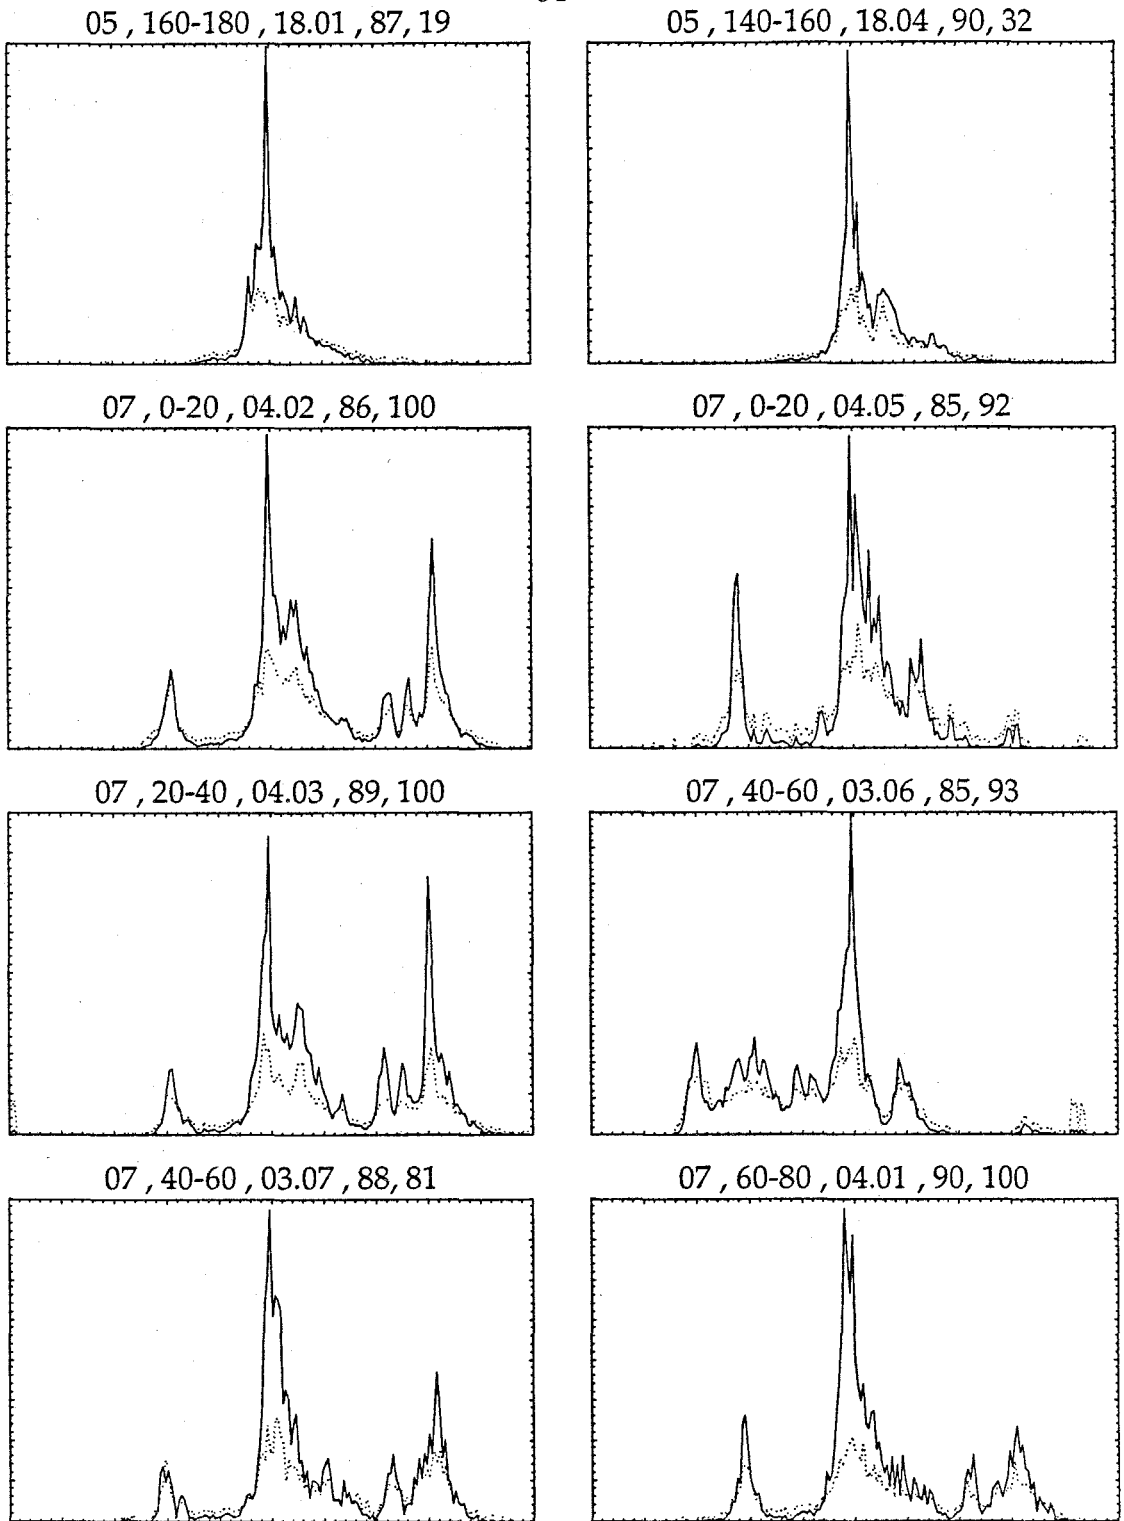 05 , 160-180 , 18.01 , 87, 19
05 , 140-160 , 18.04 , 90, 32
07 , 0-20 , 04.02 , 86, 100
07 , 0-20 , 04.05 , 85, 92
07 , 20-40 , 04.03 , 89, 100
07 , 40-60 , 03.06 , 85, 93
07 , 40-60 , 03.07 , 88, 81
07 , 60-80 , 04.01 , 90, 100